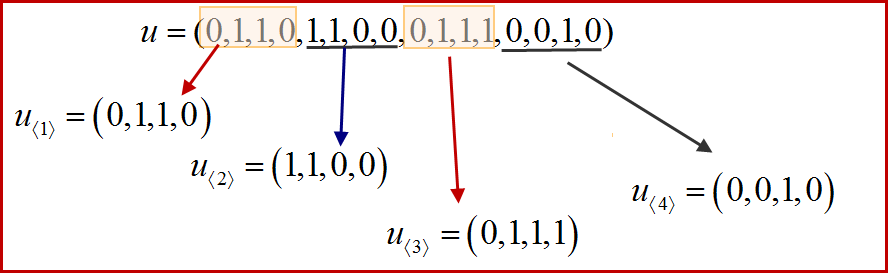 u = (0,1,1,0,1,1,0,0,0,1,1,1,0,0,1,0)
u⟨1⟩ = (0,1,1,0)
u⟨2⟩ = (1,1,0,0)
u⟨3⟩ = (0,1,1,1)
u⟨4⟩ = (0,0,1,0)